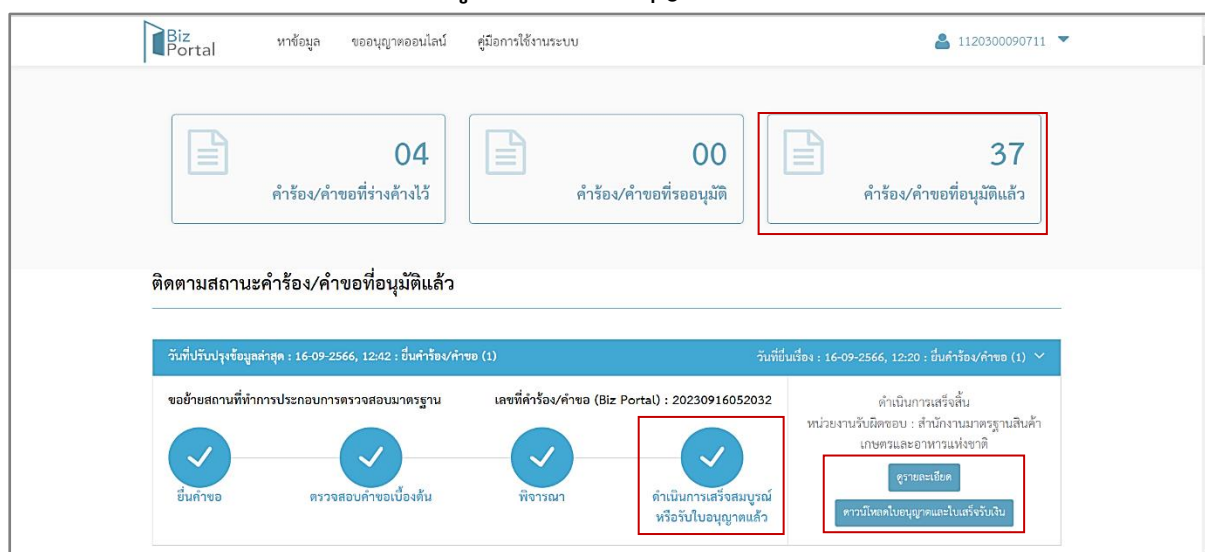 Biz
Portal
หาข้อมูล ขออนุญาตออนไลน์ คู่มือการใช้งานระบบ 1120300090711
04 00 37
คำร้อง/คำขอที่ร่างค้างไว้ คำร้อง/คำขอที่รออนุมัติ คำร้อง/คำขอที่อนุมัติแล้ว
ติดตามสถานะคำร้อง/คำขอที่อนุมัติแล้ว
วันที่ปรับปรุงข้อมูลล่าสุด : 16-09-2566, 12:42 : ยื่นคำร้อง/คำขอ (1) วันที่ยื่นเรื่อง : 16-09-2566, 12:20 : ยื่นคำร้อง/คำขอ (1)
ขอย้ายสถานที่ทำการประกอบการตรวจสอบมาตรฐาน เลขที่คำร้อง/คำขอ (Biz Portal) : 20230916052032
ดำเนินการเสร็จสิ้น
หน่วยงานรับผิดชอบ : สำนักงานมาตรฐานสินค้า
เกษตรและอาหารแห่งชาติ
ดูรายละเอียด
ดาวน์โหลดใบอนุญาตและใบเสร็จรับเงิน
ยื่นคำขอ ตรวจสอบคำขอเบื้องต้น พิจารณา ดำเนินการเสร็จสมบูรณ์
หรือรับใบอนุญาตแล้ว